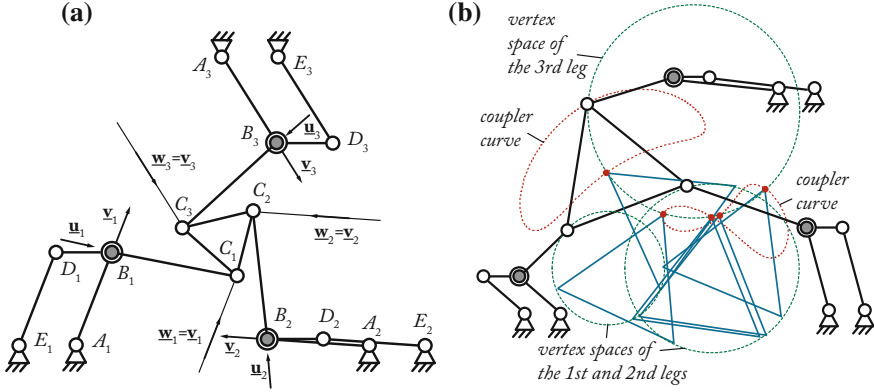 (a)
A₃
E₃
B₃
u₃
D₃
v₃
w₃=v₃
C₃
C₂
w₂=v₂
v₁
u₁
D₁
B₁
C₁
E₁
A₁
w₁=v₁
v₂
B₂
D₂
A₂
E₂
u₂
(b)
vertex
space of
the 3rd leg
coupler
curve
coupler
curve
vertex spaces of
the 1st and 2nd legs